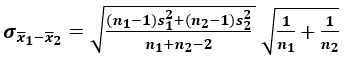 σ_{x̄₁−x̄₂} = √(((n₁−1)s₁²+(n₂−1)s₂²)/(n₁+n₂−2)) √(1/n₁ + 1/n₂)